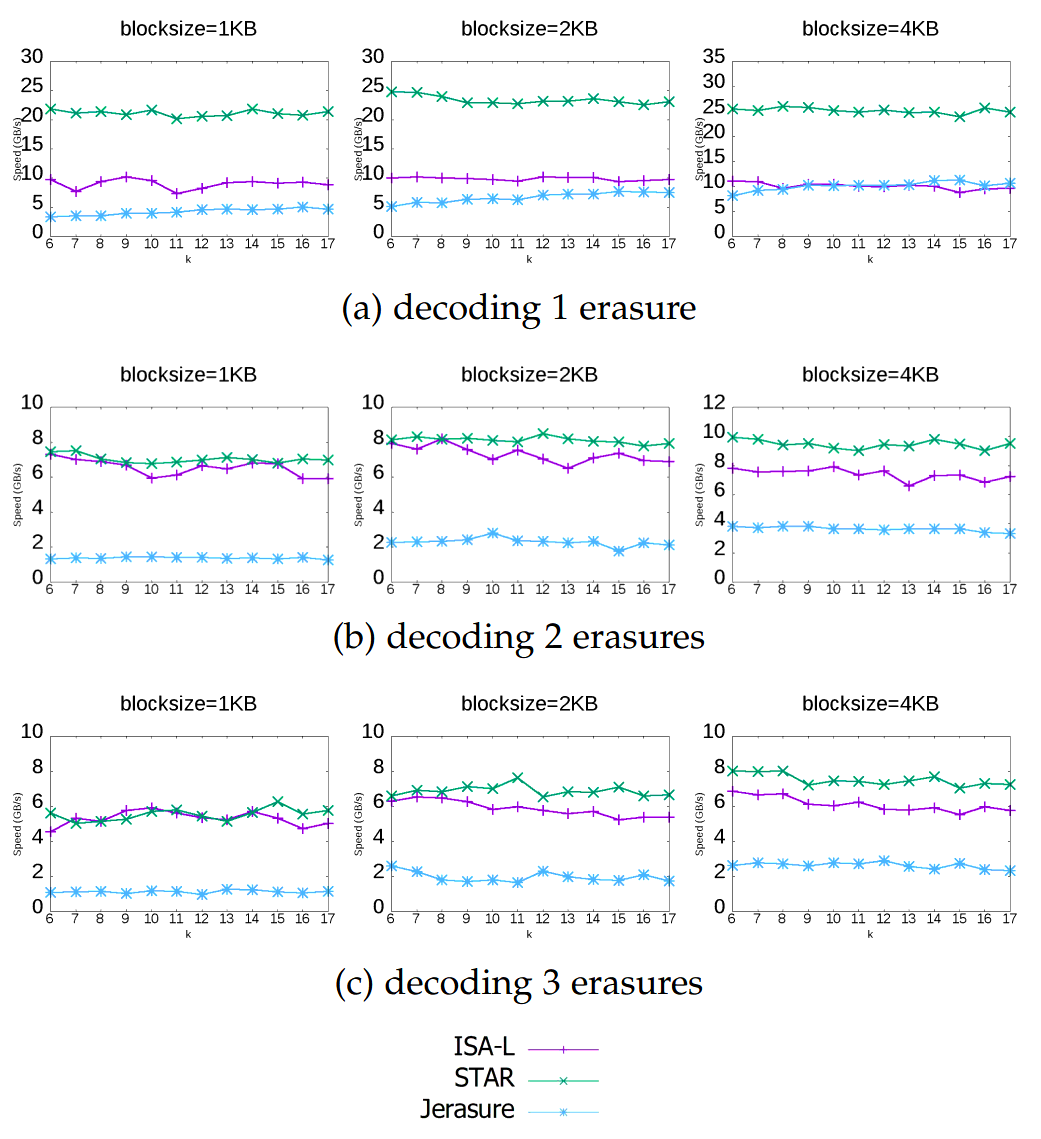 blocksize=1KB blocksize=2KB blocksize=4KB
30 30 35
25 25 30
20 20 25
15 15 20
10 10 15
5 5 10
0 0 5
0
Speed (GB/s) Speed (GB/s) Speed (GB/s)
6 7 8 9 10 11 12 13 14 15 16 17 6 7 8 9 10 11 12 13 14 15 16 17 6 7 8 9 10 11 12 13 14 15 16 17
k k k
(a) decoding 1 erasure
blocksize=1KB blocksize=2KB blocksize=4KB
10 10 12
8 8 10
6 6 8
4 4 6
2 2 4
0 0 2
0
Speed (GB/s) Speed (GB/s) Speed (GB/s)
6 7 8 9 10 11 12 13 14 15 16 17 6 7 8 9 10 11 12 13 14 15 16 17 6 7 8 9 10 11 12 13 14 15 16 17
(b) decoding 2 erasures
blocksize=1KB blocksize=2KB blocksize=4KB
10 10 10
8 8 8
6 6 6
4 4 4
2 2 2
0 0 0
Speed (GB/s) Speed (GB/s) Speed (GB/s)
6 7 8 9 10 11 12 13 14 15 16 17 6 7 8 9 10 11 12 13 14 15 16 17 6 7 8 9 10 11 12 13 14 15 16 17
k k k
(c) decoding 3 erasures
ISA-L
STAR
Jerasure